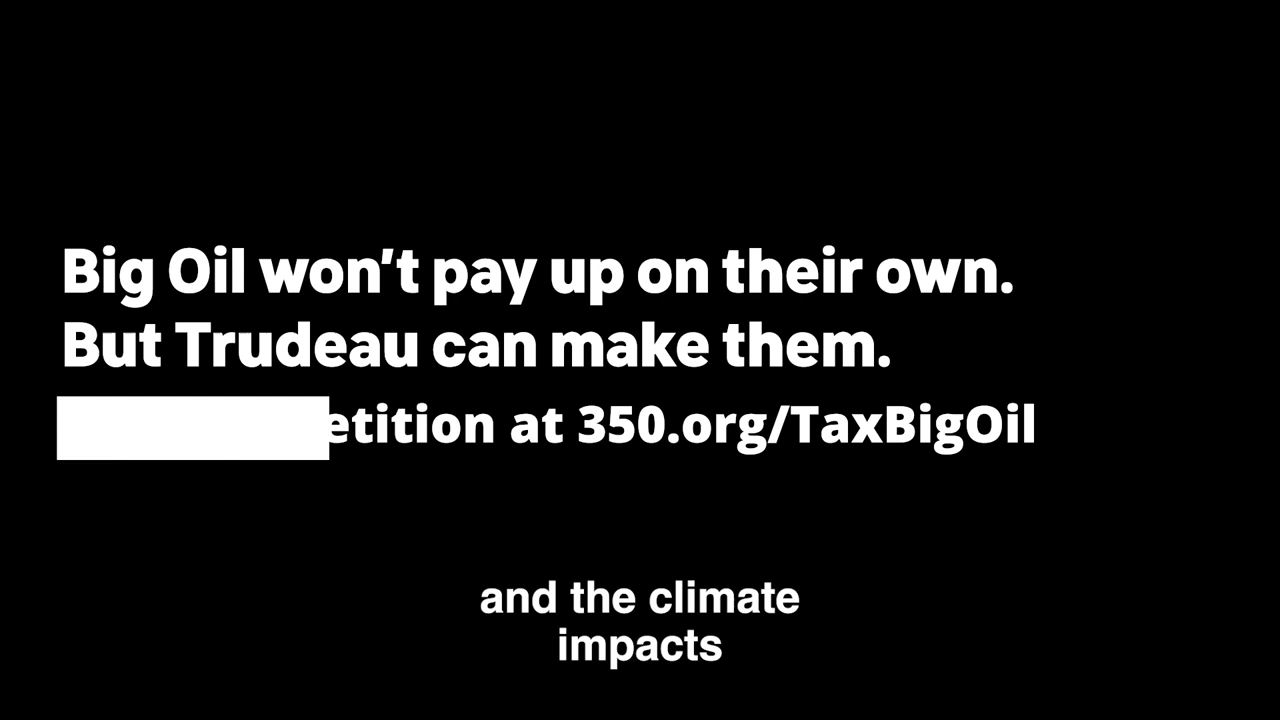 Big Oil won't pay up on their own.
But Trudeau can make them.
etition at 350.org/TaxBigOil
and the climate
impacts